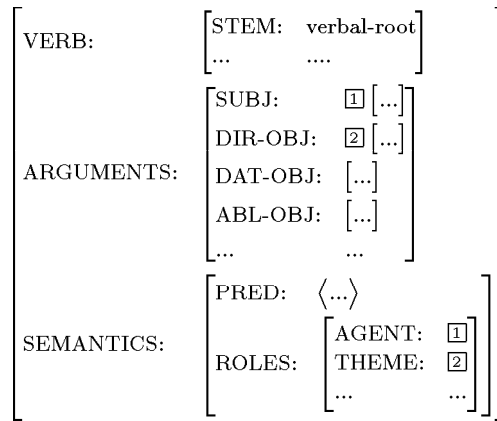 VERB: STEM: verbal-root
... ....
SUBJ: 1 [...]
DIR-OBJ: 2 [...]
ARGUMENTS: DAT-OBJ: [...]
ABL-OBJ: [...]
... ...
PRED: ⟨...⟩
AGENT: 1
SEMANTICS: ROLES: THEME: 2
... ...